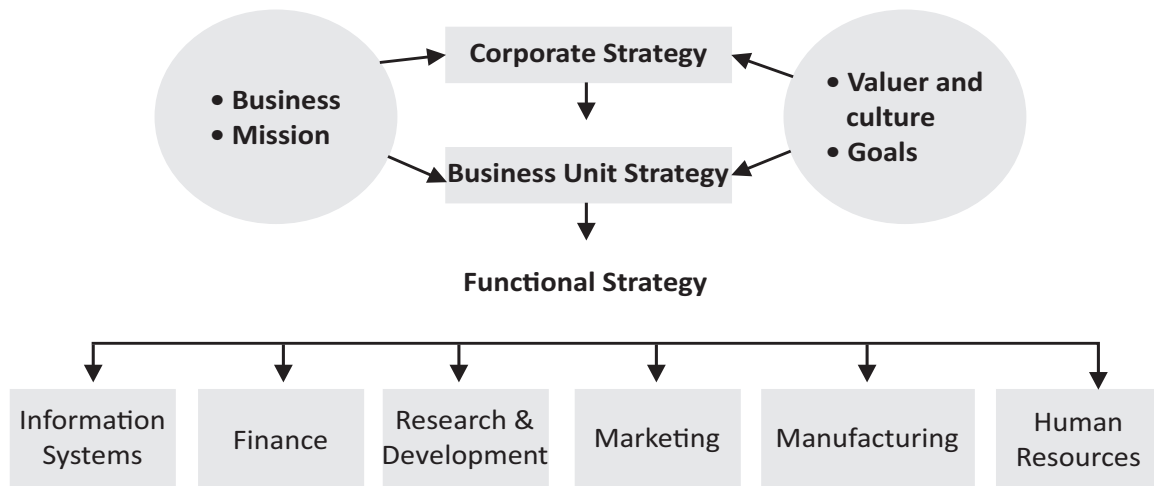 Corporate Strategy
• Business
• Mission
• Valuer and
culture
• Goals
Business Unit Strategy
Functional Strategy
Information
Systems
Finance
Research &
Development
Marketing
Manufacturing
Human
Resources